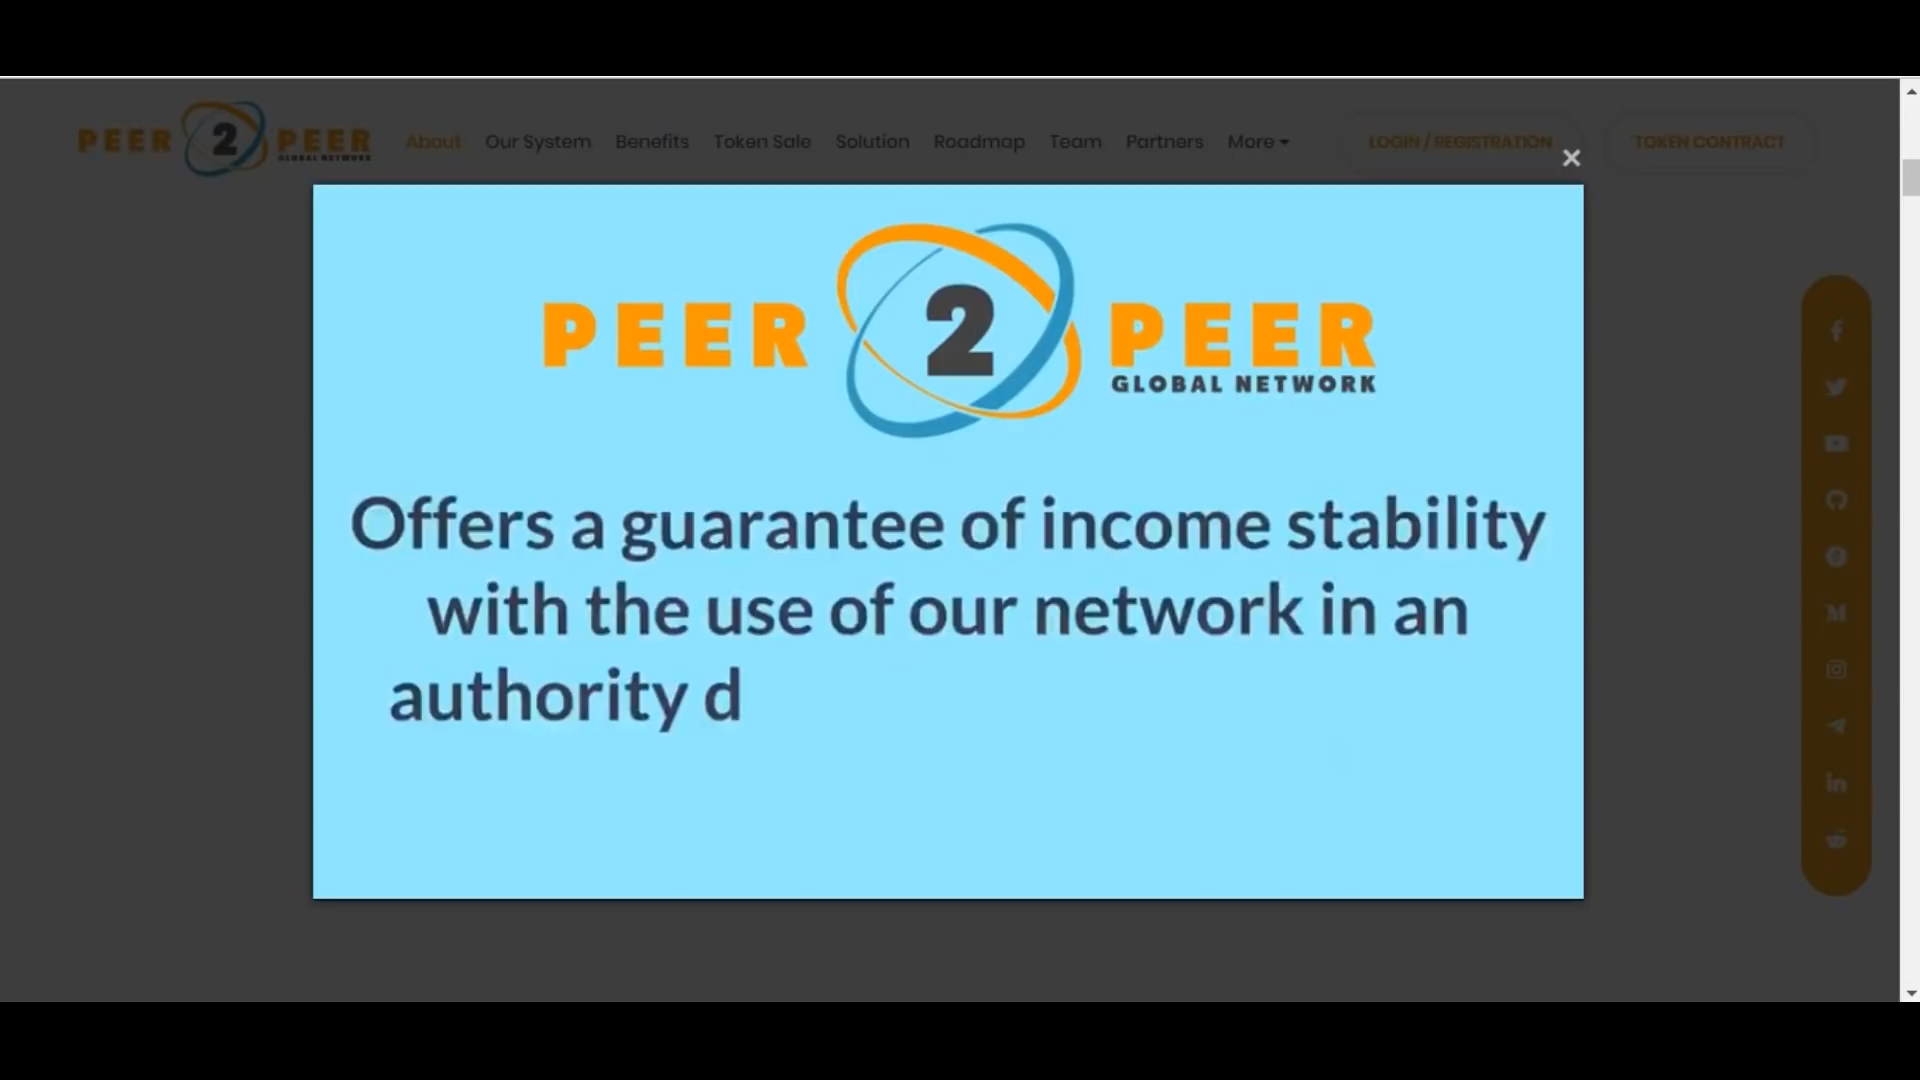 PEER 2 PEER
GLOBAL NETWORK
About Our System Benefits Token Sale Solution Roadmap Team Partners More LOGIN / REGISTRATION TOKEN CONTRACT
PEER 2 PEER
GLOBAL NETWORK
Offers a guarantee of income stability
with the use of our network in an
authority d